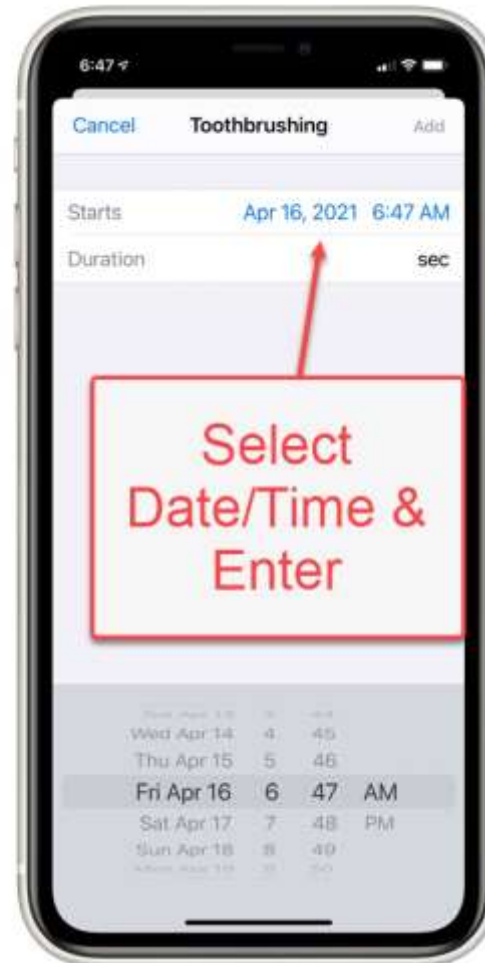 6:47
Cancel Toothbrushing Add
Starts Apr 16, 2021 6:47 AM
Duration sec
Select
Date/Time &
Enter
Wed Apr 14 4 45
Thu Apr 15 5 46
Fri Apr 16 6 47 AM
Sat Apr 17 7 48 PM
Sun Apr 18 8 49